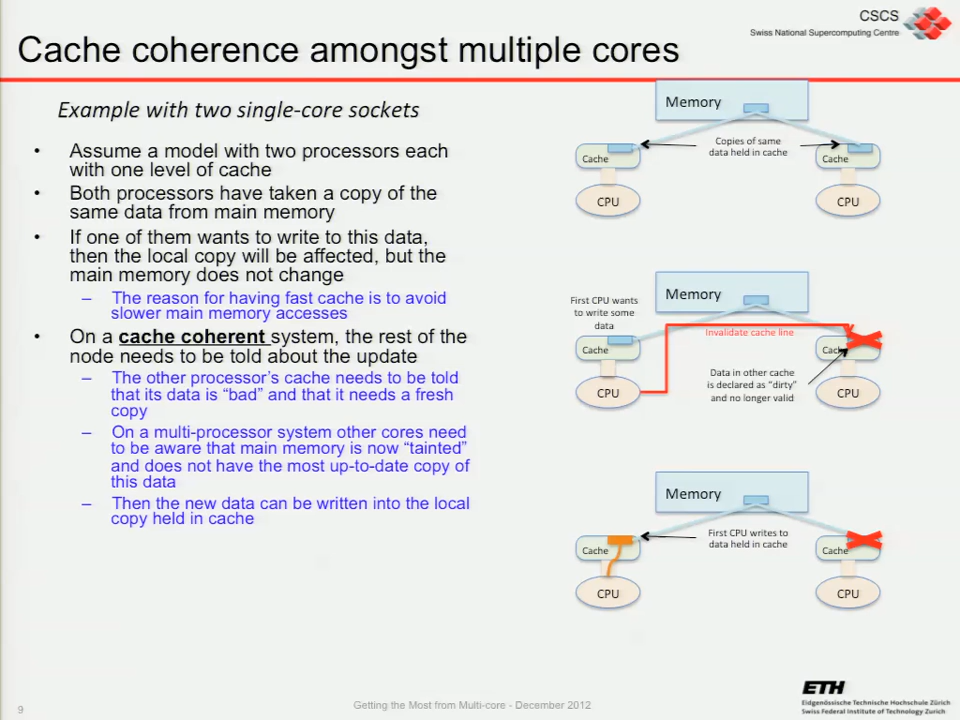 CSCS
Swiss National Supercomputing Centre
Cache coherence amongst multiple cores
Example with two single-core sockets
• Assume a model with two processors each
with one level of cache
• Both processors have taken a copy of the
same data from main memory
• If one of them wants to write to this data,
then the local copy will be affected, but the
main memory does not change
– The reason for having fast cache is to avoid
slower main memory accesses
• On a cache coherent system, the rest of the
node needs to be told about the update
– The other processor's cache needs to be told
that its data is “bad” and that it needs a fresh
copy
– On a multi-processor system other cores need
to be aware that main memory is now “tainted”
and does not have the most up-to-date copy of
this data
– Then the new data can be written into the local
copy held in cache
Memory
Copies of same
data held in cache
Cache
Cache
CPU
CPU
First CPU wants
to write some
data
Memory
Invalidate cache line
Cache
Cach
Data in other cache
is declared as “dirty”
and no longer valid
CPU
CPU
Memory
First CPU writes to
data held in cache
Cache
Cache
CPU
CPU
9
Getting the Most from Multi-core - December 2012
ETH
Eidgenössische Technische Hochschule Zürich
Swiss Federal Institute of Technology Zurich